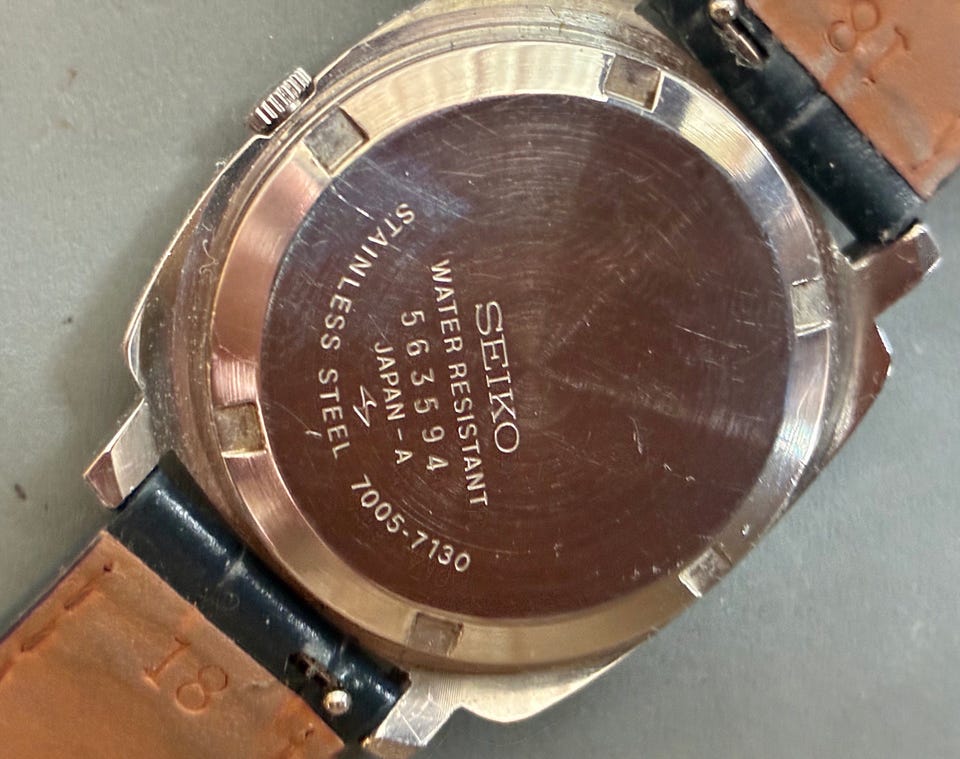 SEIKO
WATER RESISTANT
563594
JAPAN-A
STAINLESS STEEL 7005-7130
18
18